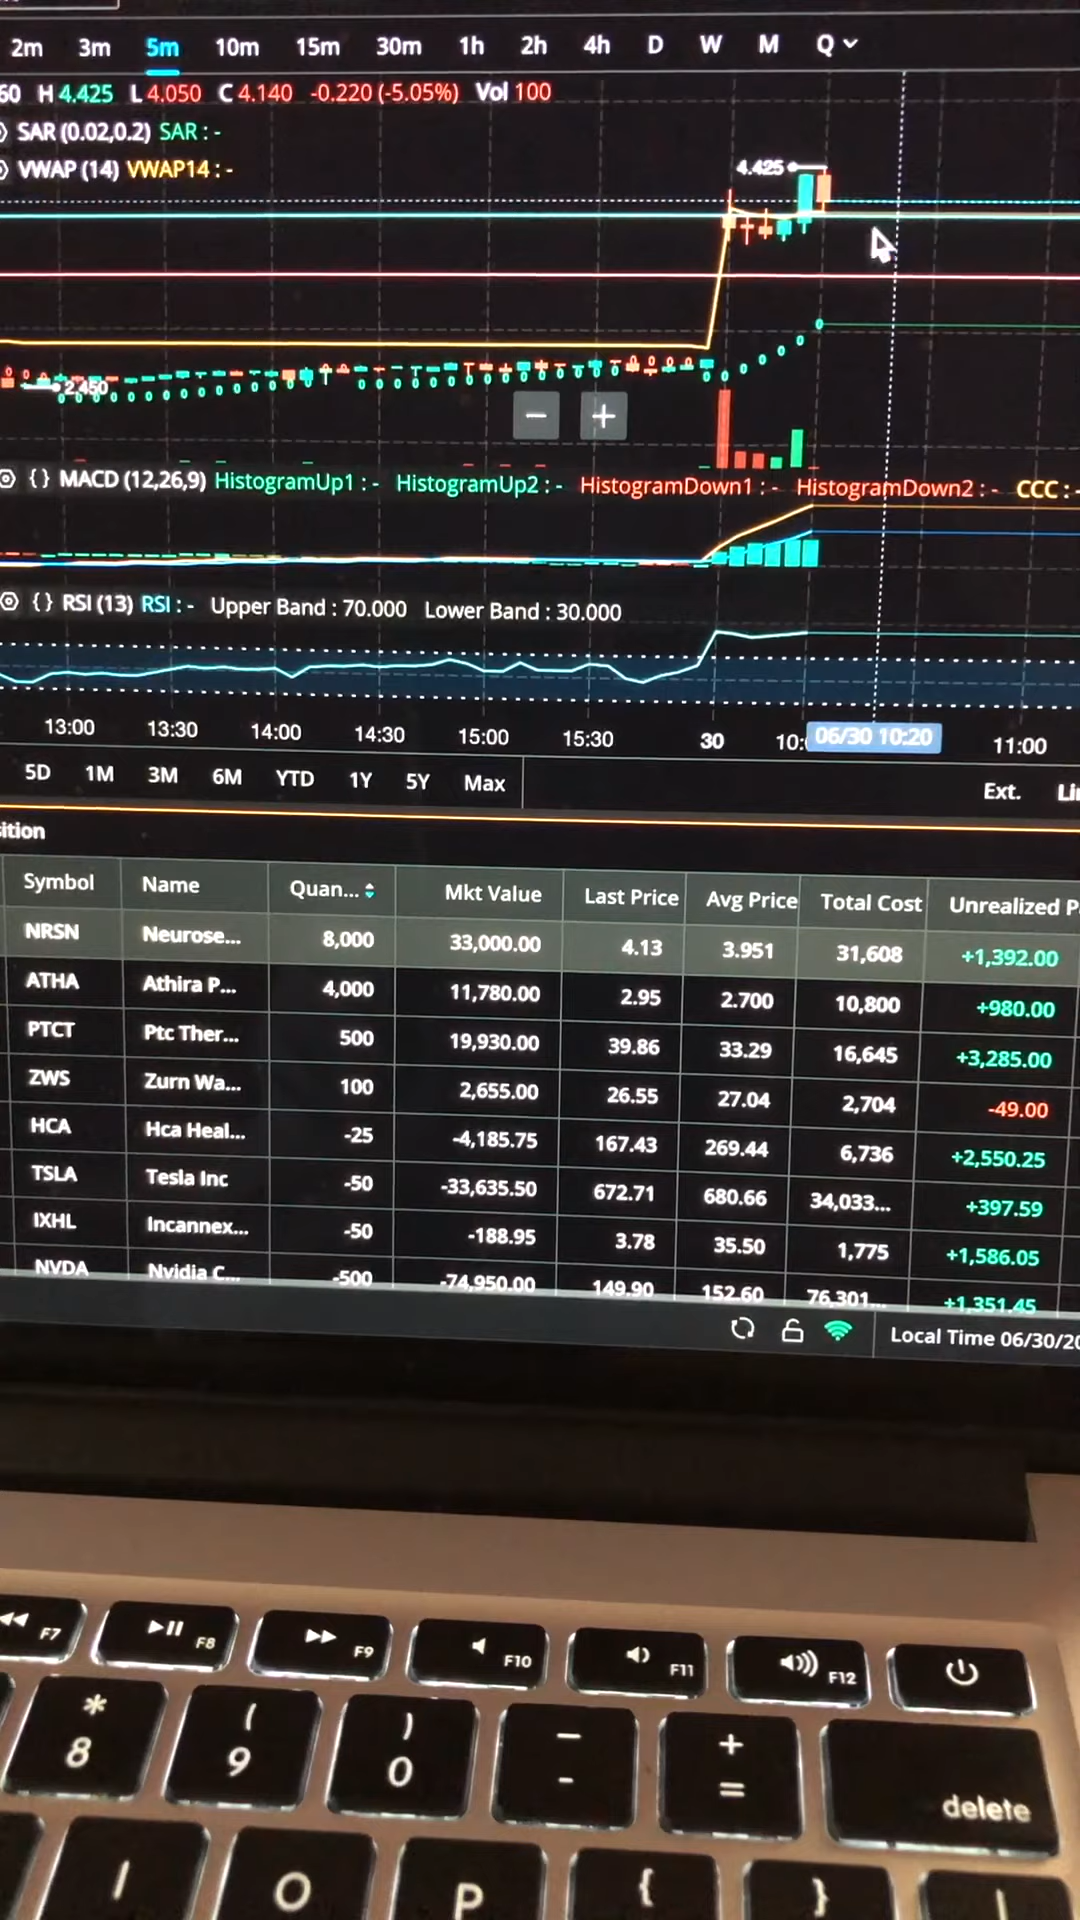 2m 3m 5m 10m 15m 30m 1h 2h 4h D W M Q
60 H 4.425 L 4.050 C 4.140 -0.220 (-5.05%) Vol 100
SAR (0.02,0.2) SAR : -
VWAP (14) VWAP14 : -
4.425
2.450
− +
{ } MACD (12,26,9) HistogramUp1 : - HistogramUp2 : - HistogramDown1 : - HistogramDown2 : - CCC : -
{ } RSI (13) RSI : - Upper Band : 70.000 Lower Band : 30.000
13:00 13:30 14:00 14:30 15:00 15:30 30 10:0 06/30 10:20 11:00
5D 1M 3M 6M YTD 1Y 5Y Max Ext. Li
ition
Symbol Name Quan... Mkt Value Last Price Avg Price Total Cost Unrealized P
NRSN Neurose... 8,000 33,000.00 4.13 3.951 31,608 +1,392.00
ATHA Athira P... 4,000 11,780.00 2.95 2.700 10,800 +980.00
PTCT Ptc Ther... 500 19,930.00 39.86 33.29 16,645 +3,285.00
ZWS Zurn Wa... 100 2,655.00 26.55 27.04 2,704 -49.00
HCA Hca Heal... -25 -4,185.75 167.43 269.44 6,736 +2,550.25
TSLA Tesla Inc -50 -33,635.50 672.71 680.66 34,033... +397.59
IXHL Incannex... -50 -188.95 3.78 35.50 1,775 +1,586.05
NVDA Nvidia C... -500 -74,950.00 149.90 152.60 76,301... +1,351.45
Local Time 06/30/20
F7 F8 F9 F10 F11 F12
* ( ) — +
8 9 0 - = delete
I O P { }